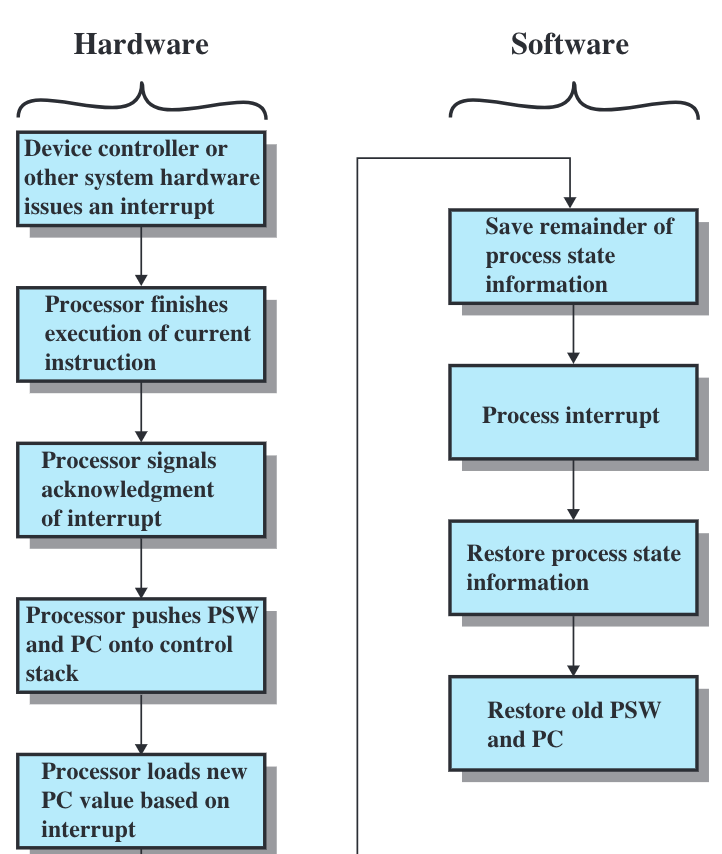 Hardware
Device controller or
other system hardware
issues an interrupt
Processor finishes
execution of current
instruction
Processor signals
acknowledgment
of interrupt
Processor pushes PSW
and PC onto control
stack
Processor loads new
PC value based on
interrupt
Software
Save remainder of
process state
information
Process interrupt
Restore process state
information
Restore old PSW
and PC